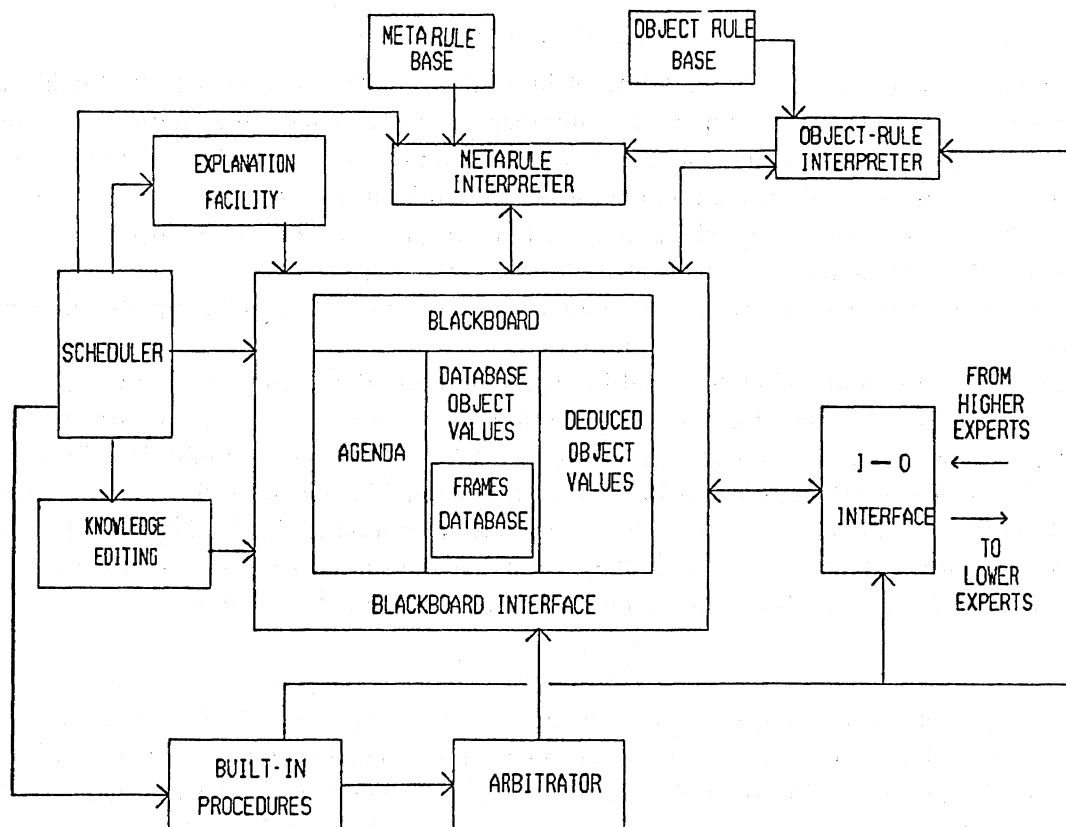 METARULE
BASE
OBJECT RULE
BASE
EXPLANATION
FACILITY
METARULE
INTERPRETER
OBJECT-RULE
INTERPRETER
SCHEDULER
BLACKBOARD
AGENDA
DATABASE
OBJECT
VALUES
FRAMES
DATABASE
DEDUCED
OBJECT
VALUES
BLACKBOARD INTERFACE
KNOWLEDGE
EDITING
I-O
INTERFACE
FROM
HIGHER
EXPERTS
TO
LOWER
EXPERTS
BUILT-IN
PROCEDURES
ARBITRATOR